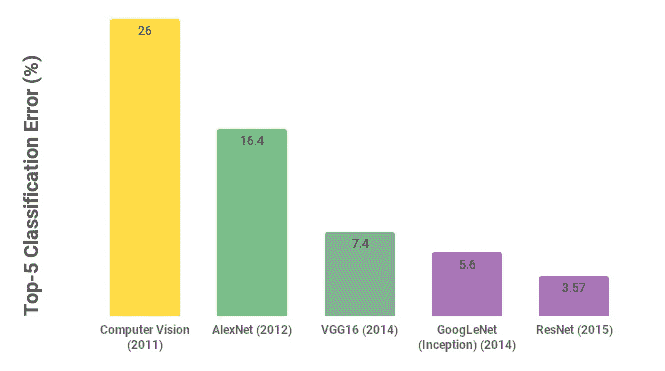 Top-5 Classification Error (%)
26
16.4
7.4
5.6
3.57
Computer Vision
(2011)
AlexNet (2012)
VGG16 (2014)
GoogLeNet
(Inception) (2014)
ResNet (2015)